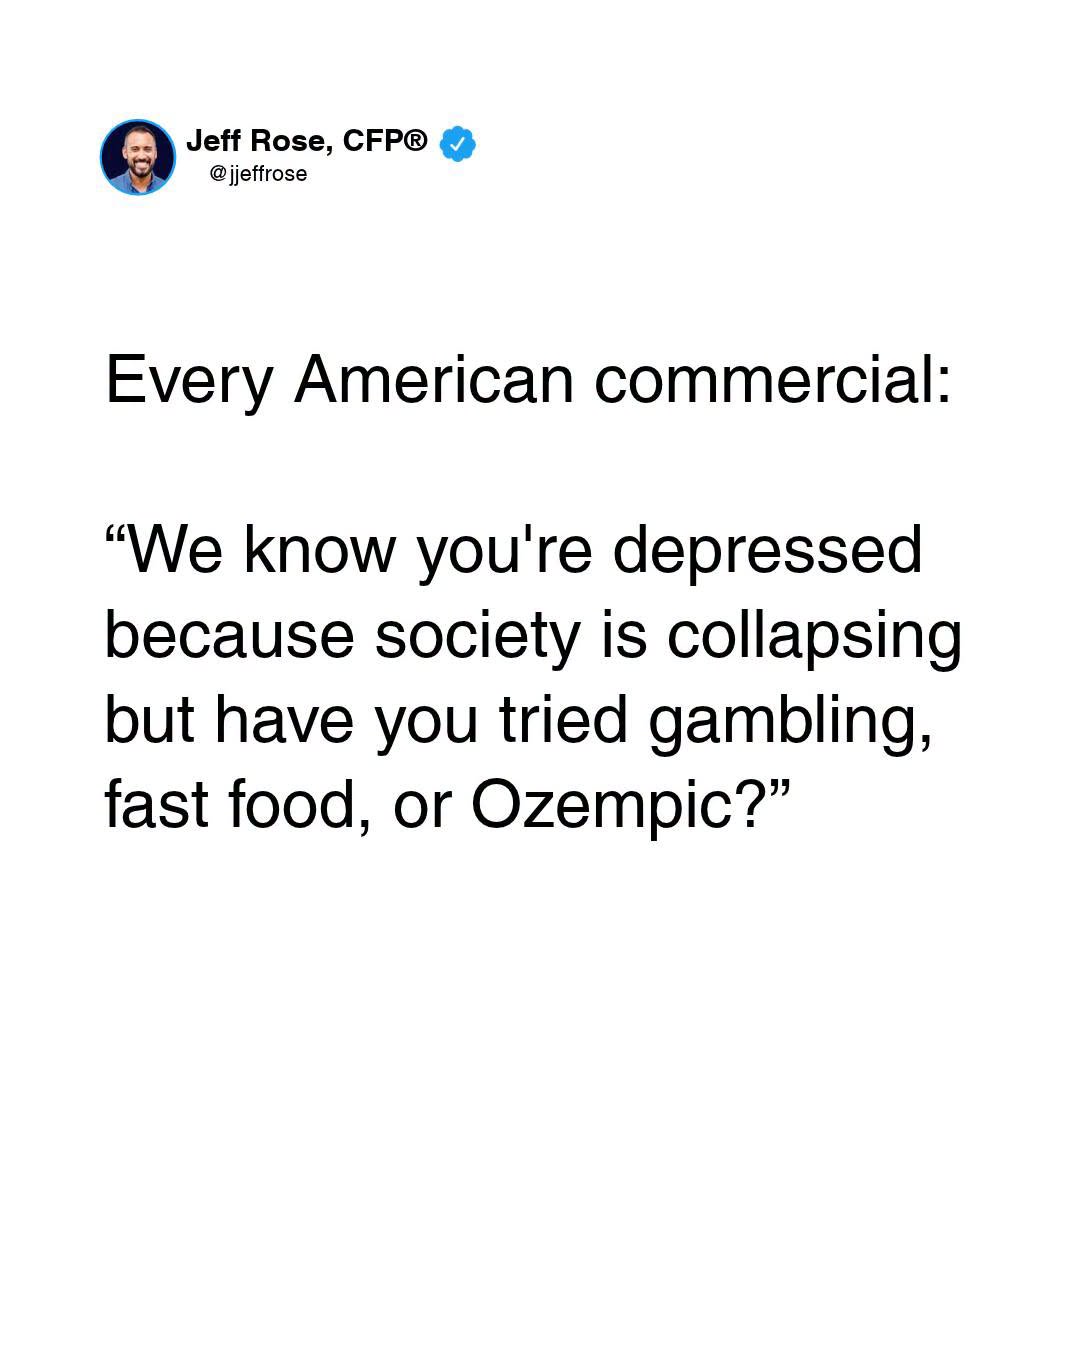 Jeff Rose, CFP®
@jjeffrose
Every American commercial:
“We know you're depressed
because society is collapsing
but have you tried gambling,
fast food, or Ozempic?”